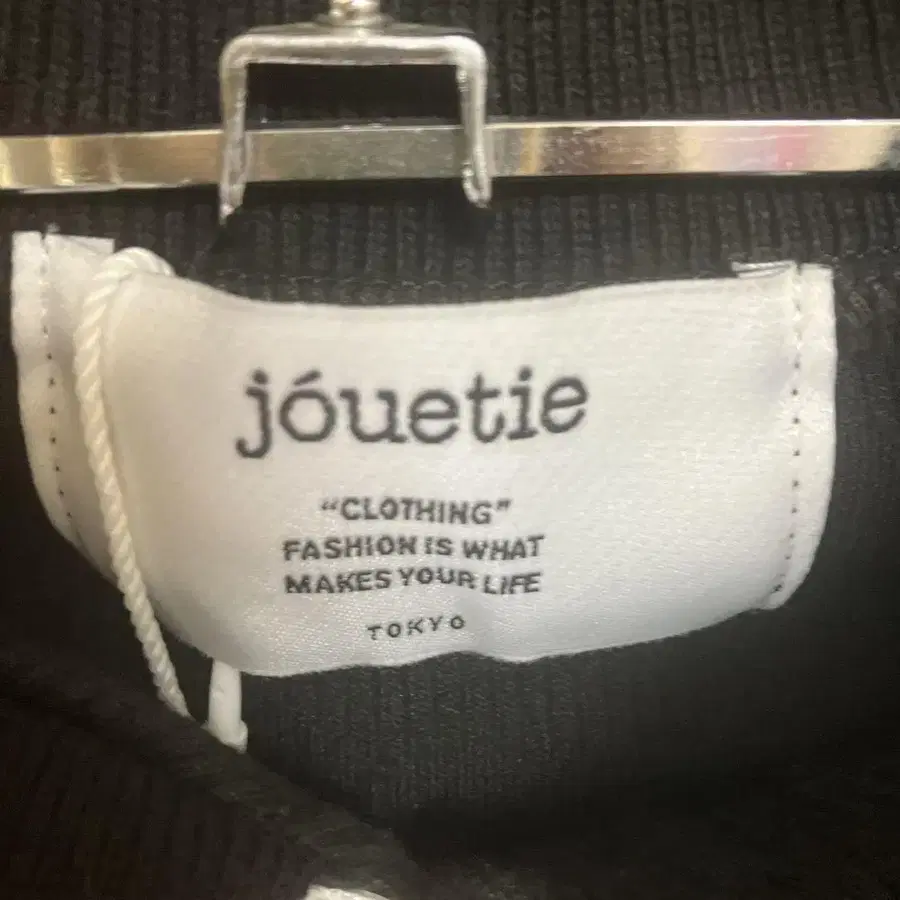 jóuetie
“CLOTHING”
FASHION IS WHAT
MAKES YOUR LIFE
TOKYO